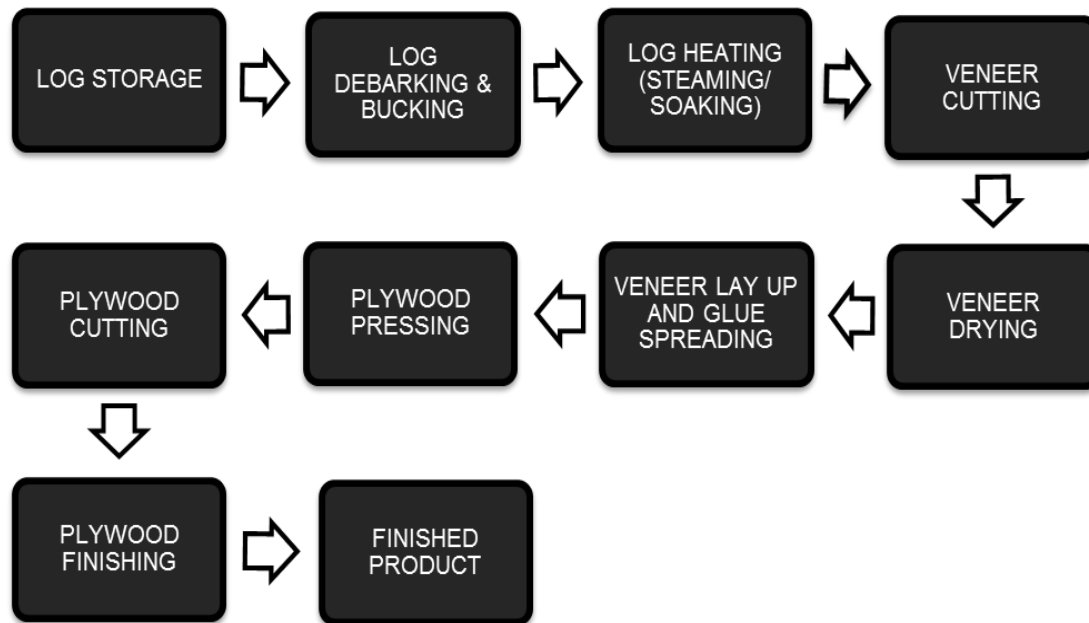 LOG STORAGE
LOG
DEBARKING &
BUCKING
LOG HEATING
(STEAMING/
SOAKING)
VENEER
CUTTING
VENEER
DRYING
VENEER LAY UP
AND GLUE
SPREADING
PLYWOOD
PRESSING
PLYWOOD
CUTTING
PLYWOOD
FINISHING
FINISHED
PRODUCT